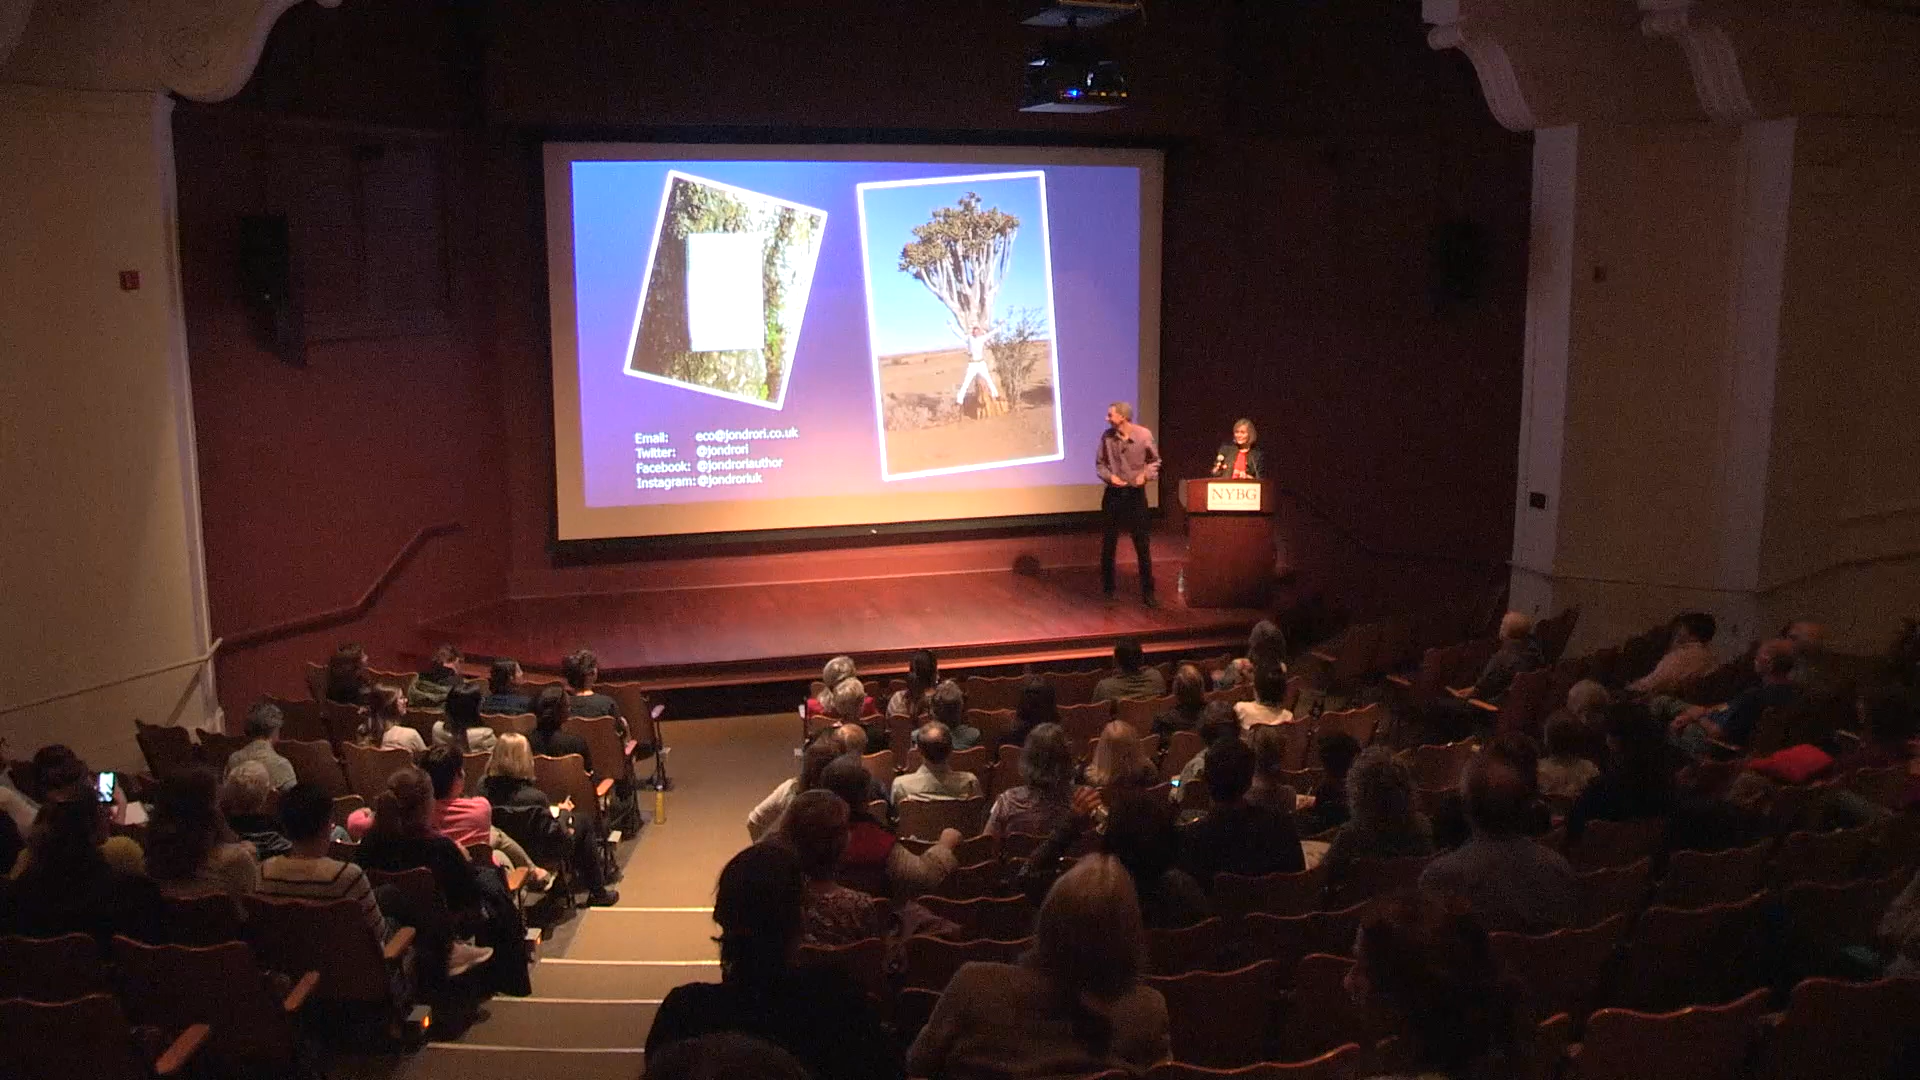 Email: eco@jondrori.co.uk
Twitter: @jondrori
Facebook: @jondroriauthor
Instagram: @jondroriuk
NYBG